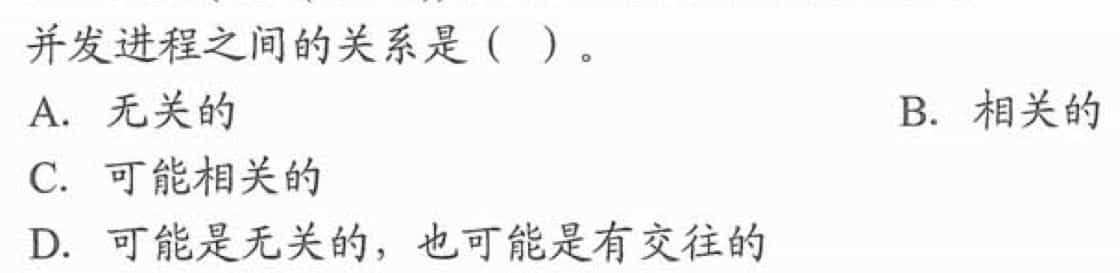 并发进程之间的关系是（ ）。
A. 无关的 B. 相关的
C. 可能相关的
D. 可能是无关的，也可能是有交往的